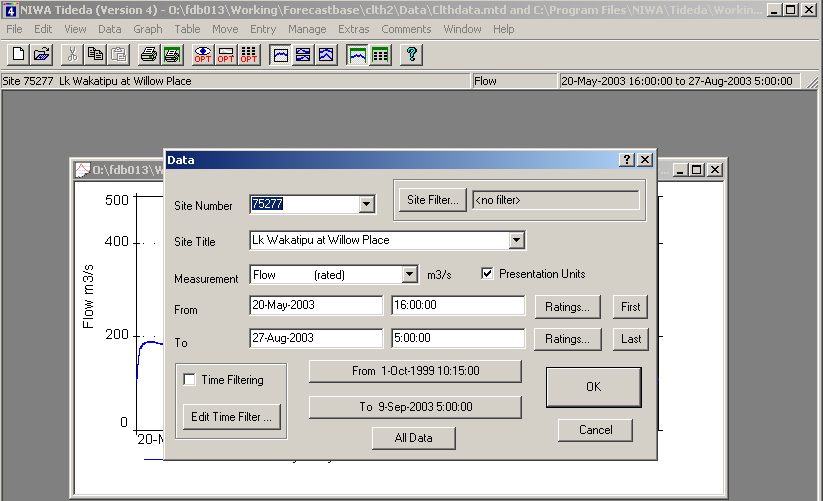 NIWA Tideda (Version 4) - O:\fdb013\Working\Forecastbase\clth2\Data\Clthdata.mtd and C:\Program Files\NIWA\Tideda\Workin...
File Edit View Data Graph Table Move Entry Manage Extras Comments Window Help
OPT OPT OPT
Site 75277 Lk Wakatipu at Willow Place Flow 20-May-2003 16:00:00 to 27-Aug-2003 5:00:00
O:\fdb013\W
Data
500
400
200
0
Flow m3/s
20-M
Site Number 75277 Site Filter... <no filter>
Site Title Lk Wakatipu at Willow Place
Measurement Flow (rated) m3/s Presentation Units
From 20-May-2003 16:00:00 Ratings... First
To 27-Aug-2003 5:00:00 Ratings... Last
Time Filtering
Edit Time Filter ...
From 1-Oct-1999 10:15:00
To 9-Sep-2003 5:00:00
All Data
OK
Cancel